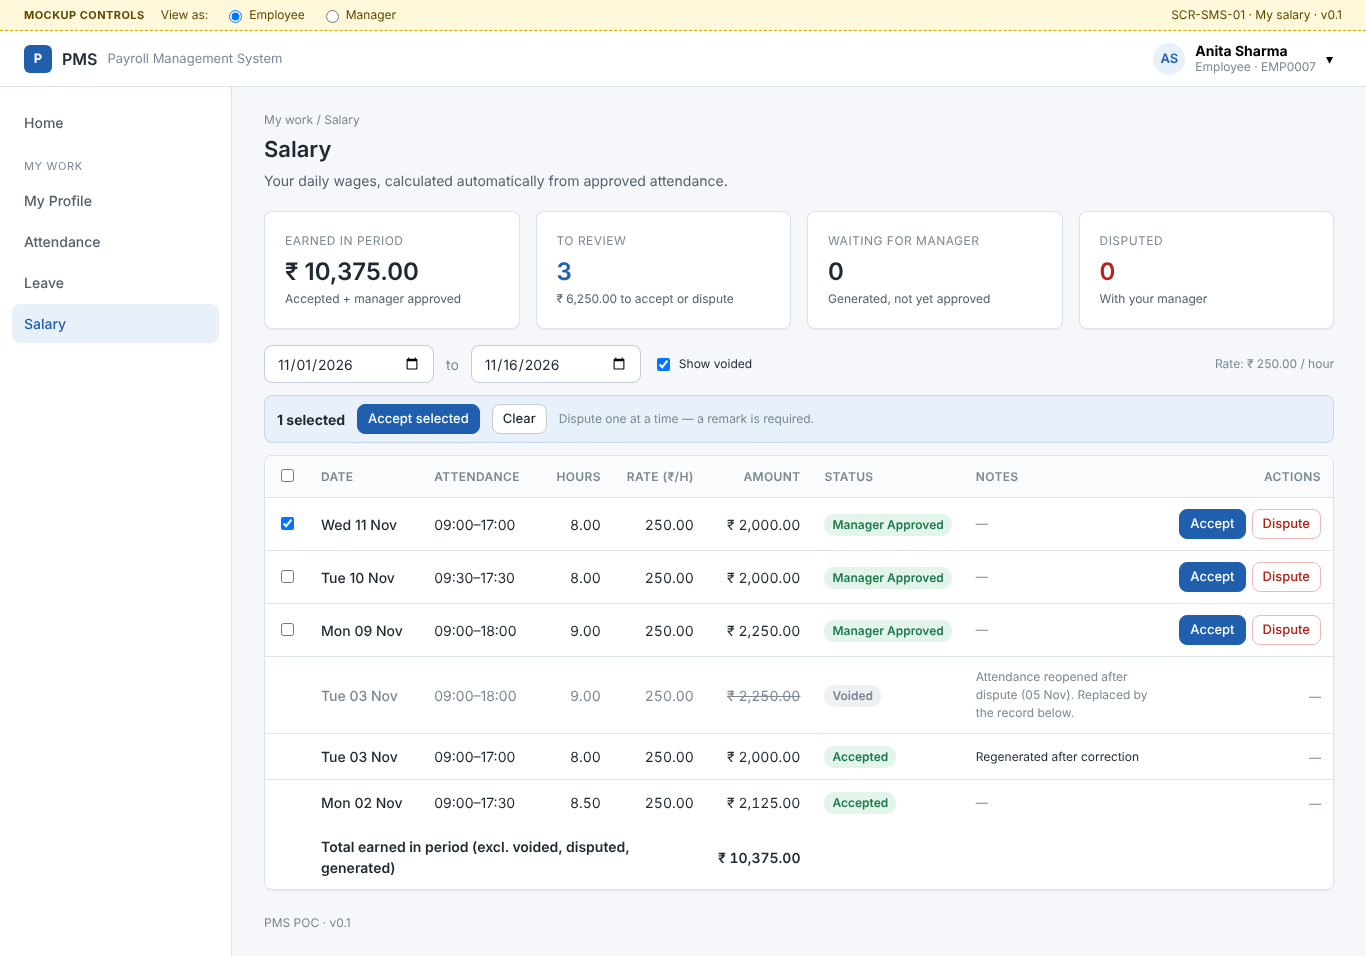 MOCKUP CONTROLS View as: Employee Manager SCR-SMS-01 · My salary · v0.1
P PMS Payroll Management System AS Anita Sharma ▼
Employee · EMP0007
Home
MY WORK
My Profile
Attendance
Leave
Salary
My work / Salary
Salary
Your daily wages, calculated automatically from approved attendance.
EARNED IN PERIOD
₹ 10,375.00
Accepted + manager approved
TO REVIEW
3
₹ 6,250.00 to accept or dispute
WAITING FOR MANAGER
0
Generated, not yet approved
DISPUTED
0
With your manager
11/01/2026 to 11/16/2026 Show voided Rate: ₹ 250.00 / hour
1 selected Accept selected Clear Dispute one at a time — a remark is required.
DATE ATTENDANCE HOURS RATE (₹/H) AMOUNT STATUS NOTES ACTIONS
Wed 11 Nov 09:00–17:00 8.00 250.00 ₹ 2,000.00 Manager Approved — Accept Dispute
Tue 10 Nov 09:30–17:30 8.00 250.00 ₹ 2,000.00 Manager Approved — Accept Dispute
Mon 09 Nov 09:00–18:00 9.00 250.00 ₹ 2,250.00 Manager Approved — Accept Dispute
Tue 03 Nov 09:00–18:00 9.00 250.00 ₹ 2,250.00 Voided Attendance reopened after
dispute (05 Nov). Replaced by
the record below. —
Tue 03 Nov 09:00–17:00 8.00 250.00 ₹ 2,000.00 Accepted Regenerated after correction —
Mon 02 Nov 09:00–17:30 8.50 250.00 ₹ 2,125.00 Accepted — —
Total earned in period (excl. voided, disputed,
generated) ₹ 10,375.00
PMS POC · v0.1